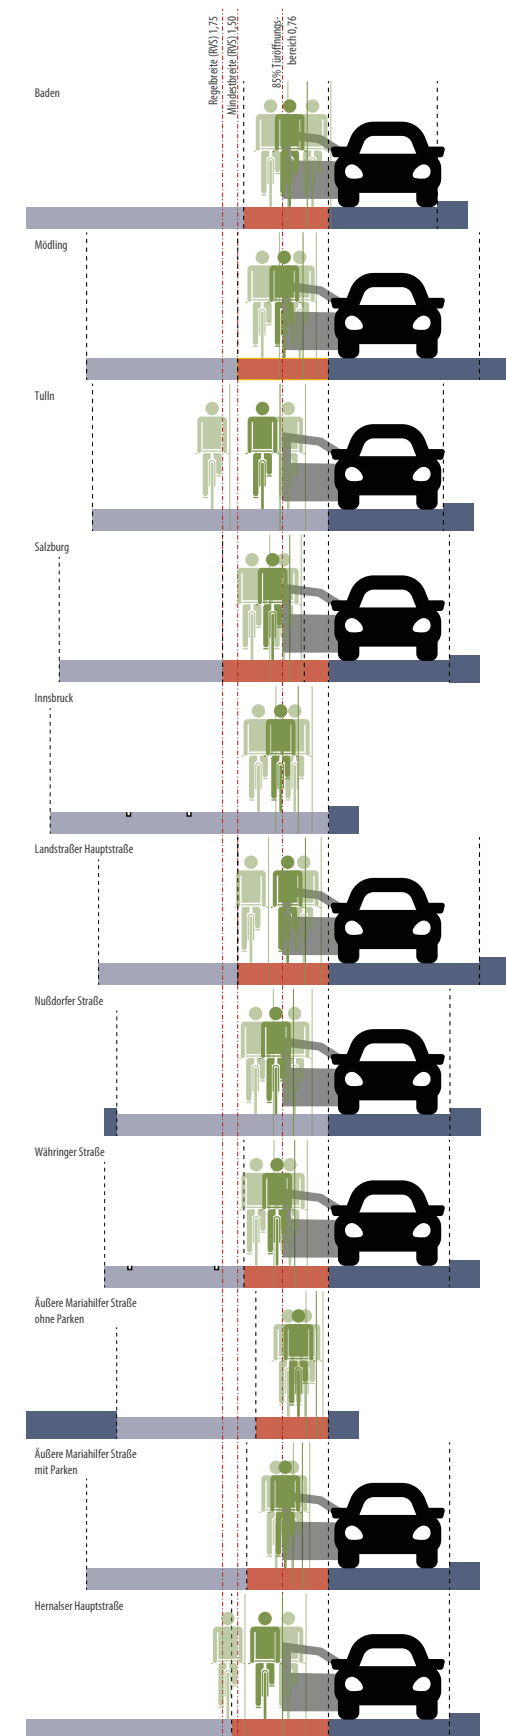 Regelbreite (RVS) 1,75
Mindestbreite (RVS) 1,50
85% Türöffnungs-
bereich 0,76
Baden
Mödling
Tulln
Salzburg
Innsbruck
Landstraßer Hauptstraße
Nußdorfer Straße
Währinger Straße
Äußere Mariahilfer Straße
ohne Parken
Äußere Mariahilfer Straße
mit Parken
Hernalser Hauptstraße